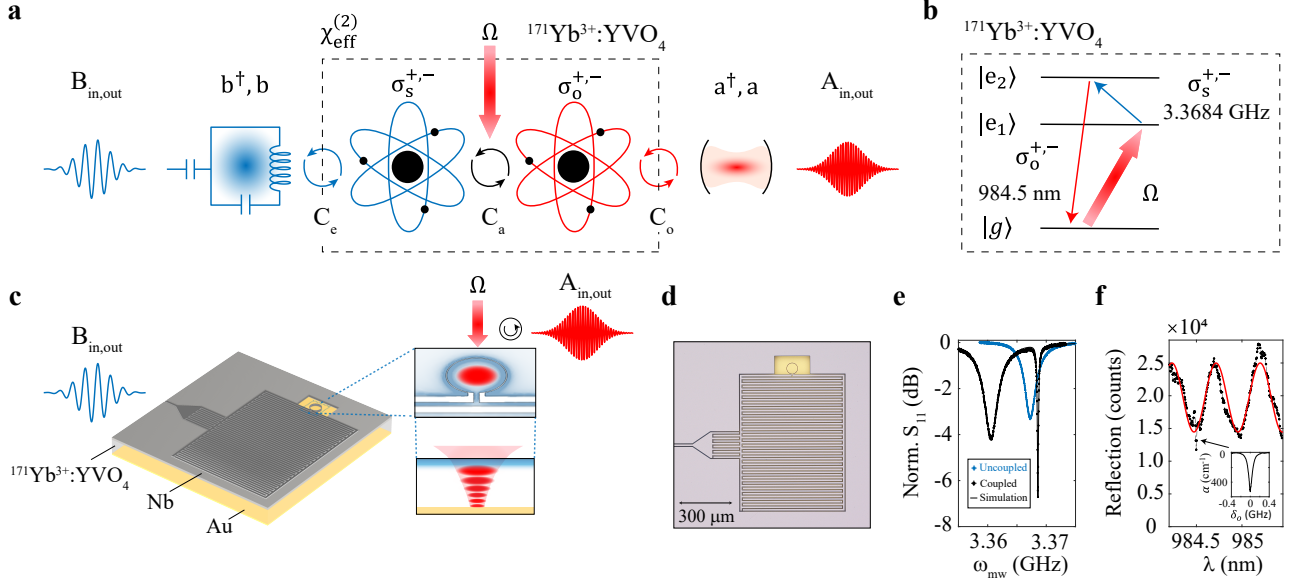 a
χ_eff^(2)
Ω
¹⁷¹Yb³⁺:YVO₄
B_in,out
b†, b
σ_s^+,-
σ_o^+,-
a†, a
A_in,out
C_e
C_a
C_o
b
¹⁷¹Yb³⁺:YVO₄
|e₂⟩
σ_s^+,-
3.3684 GHz
|e₁⟩
σ_o^+,-
984.5 nm
Ω
|g⟩
c
Ω
A_in,out
B_in,out
¹⁷¹Yb³⁺:YVO₄
Nb
Au
d
300 μm
e
0
-2
-4
-6
-8
Norm. S₁₁ (dB)
Uncoupled
Coupled
Simulation
3.36
3.37
ω_mw (GHz)
f
×10⁴
2.5
2.0
1.5
1.0
0.5
0
Reflection (counts)
0
400
α (cm⁻¹)
-0.4
0
0.4
δ_o (GHz)
984.5
985
λ (nm)